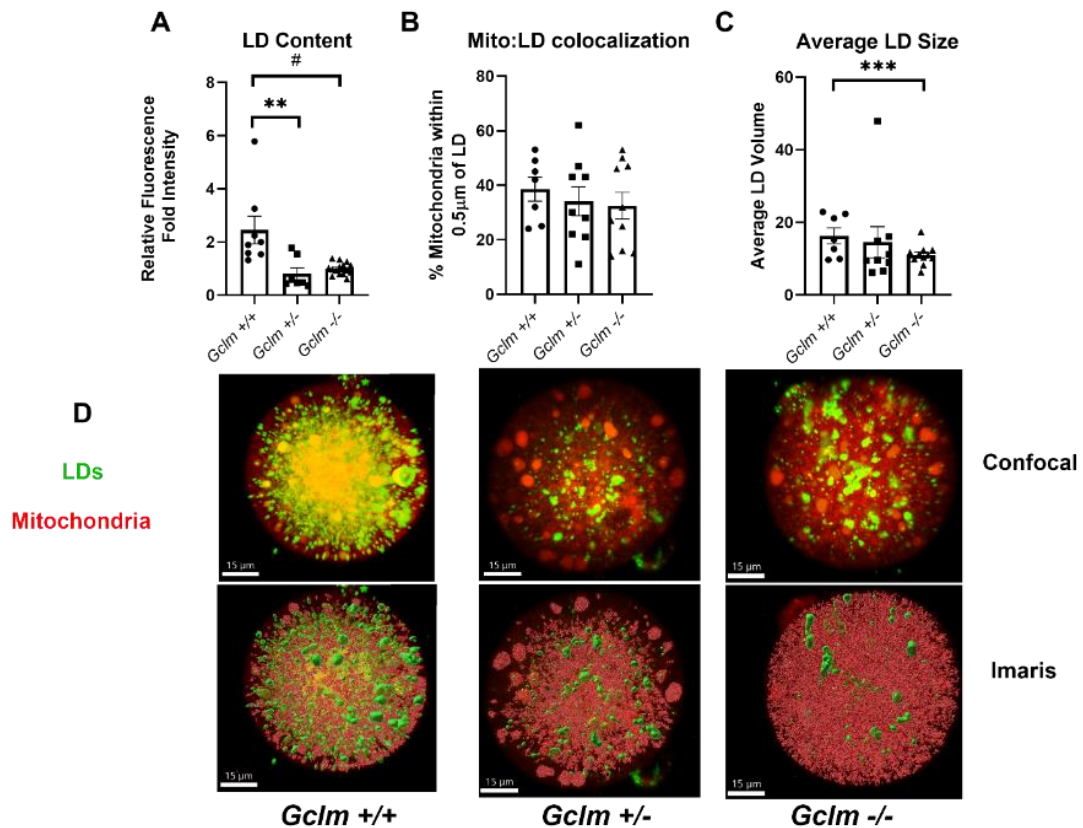 A
LD Content
#
**
Relative Fluorescence
Fold Intensity
8
6
4
2
0
Gclm +/+
Gclm +/-
Gclm -/-
B
Mito:LD colocalization
% Mitochondria within
0.5µm of LD
80
60
40
20
0
Gclm +/+
Gclm +/-
Gclm -/-
C
Average LD Size
***
Average LD Volume
60
40
20
0
Gclm +/+
Gclm +/-
Gclm -/-
D
LDs
Mitochondria
15 µm
15 µm
15 µm
Confocal
15 µm
15 µm
15 µm
Imaris
Gclm +/+
Gclm +/-
Gclm -/-